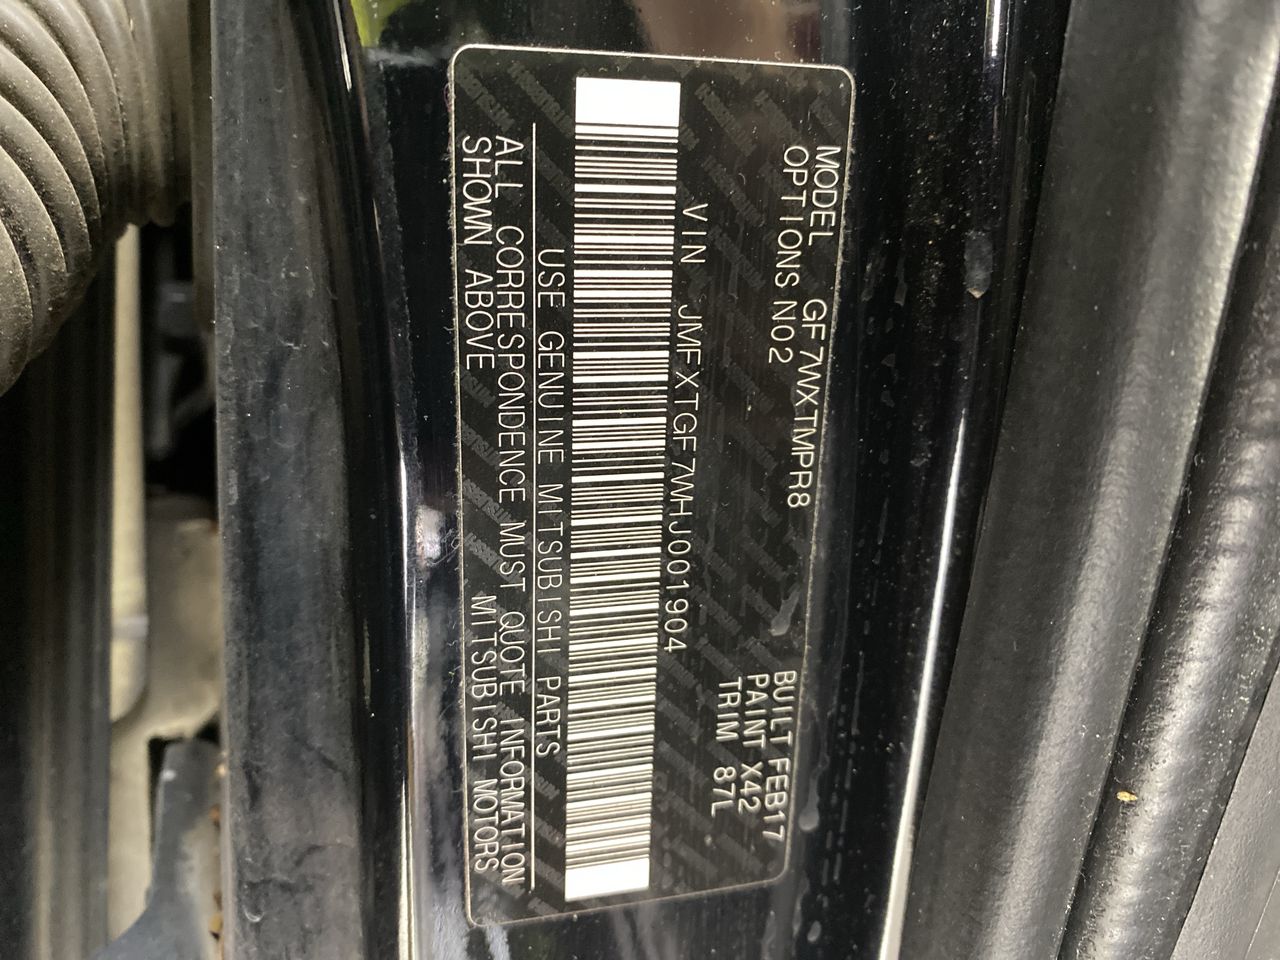 MODEL GF7WXTMPR8
OPTIONS N02
BUILT FEB17
PAINT X42
TRIM 87L
VIN JMFXTGF7WHJ001904
USE GENUINE MITSUBISHI PARTS
ALL CORRESPONDENCE MUST QUOTE INFORMATION
SHOWN ABOVE MITSUBISHI MOTORS